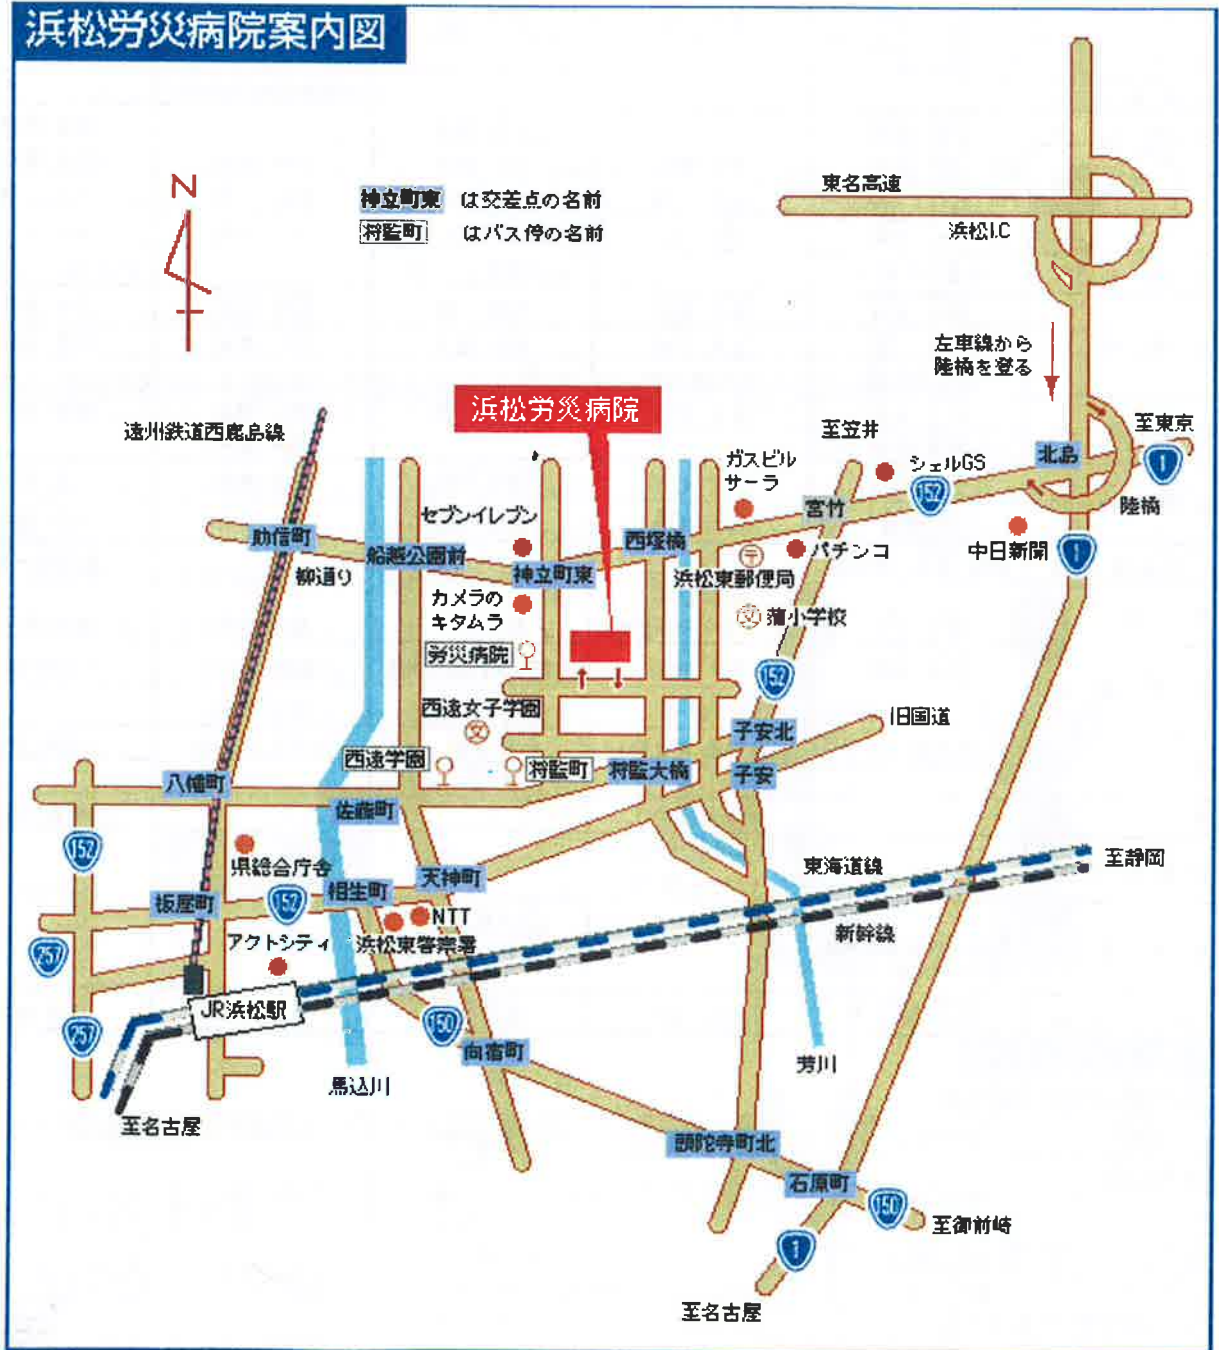 浜松労災病院案内図
N
神立町東 は交差点の名前
将監町 はバス停の名前
東名高速
浜松I.C
左車線から
陸橋を登る
浜松労災病院
遠州鉄道西鹿島線
至笠井
至東京
ガスビル
サーラ
シェルGS
北島
1
152
陸橋
セブンイレブン
宮竹
助信町
船越公園前
西塚橋
パチンコ
中日新聞
1
柳通り
神立町東
浜松東郵便局
カメラの
キタムラ
文
蒲小学校
労災病院
152
西遠女子学園
文
旧国道
子安北
西遠学園
将監町
将監大橋
子安
八幡町
佐藤町
152
県総合庁舎
東海道線
至静岡
天神町
相生町
板屋町
152
NTT
アクトシティ
浜松東警察署
新幹線
257
JR浜松駅
257
150
向宿町
芳川
馬込川
至名古屋
頭陀寺町北
石原町
150
至御前崎
1
至名古屋